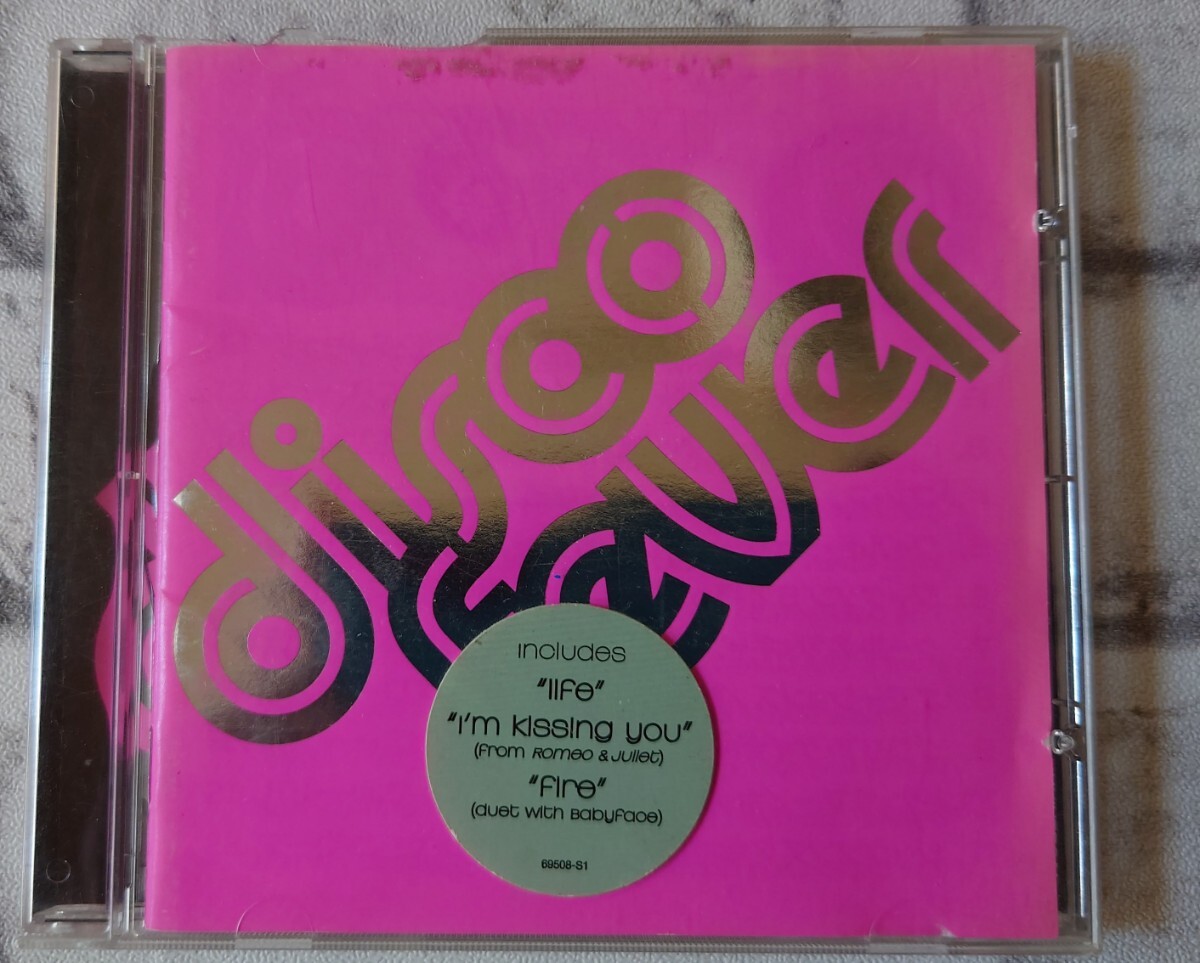 disco
fever
Includes
"life"
"I'm kissing you"
(from Romeo & Juliet)
"fire"
(duet with Babyface)
69508-S1